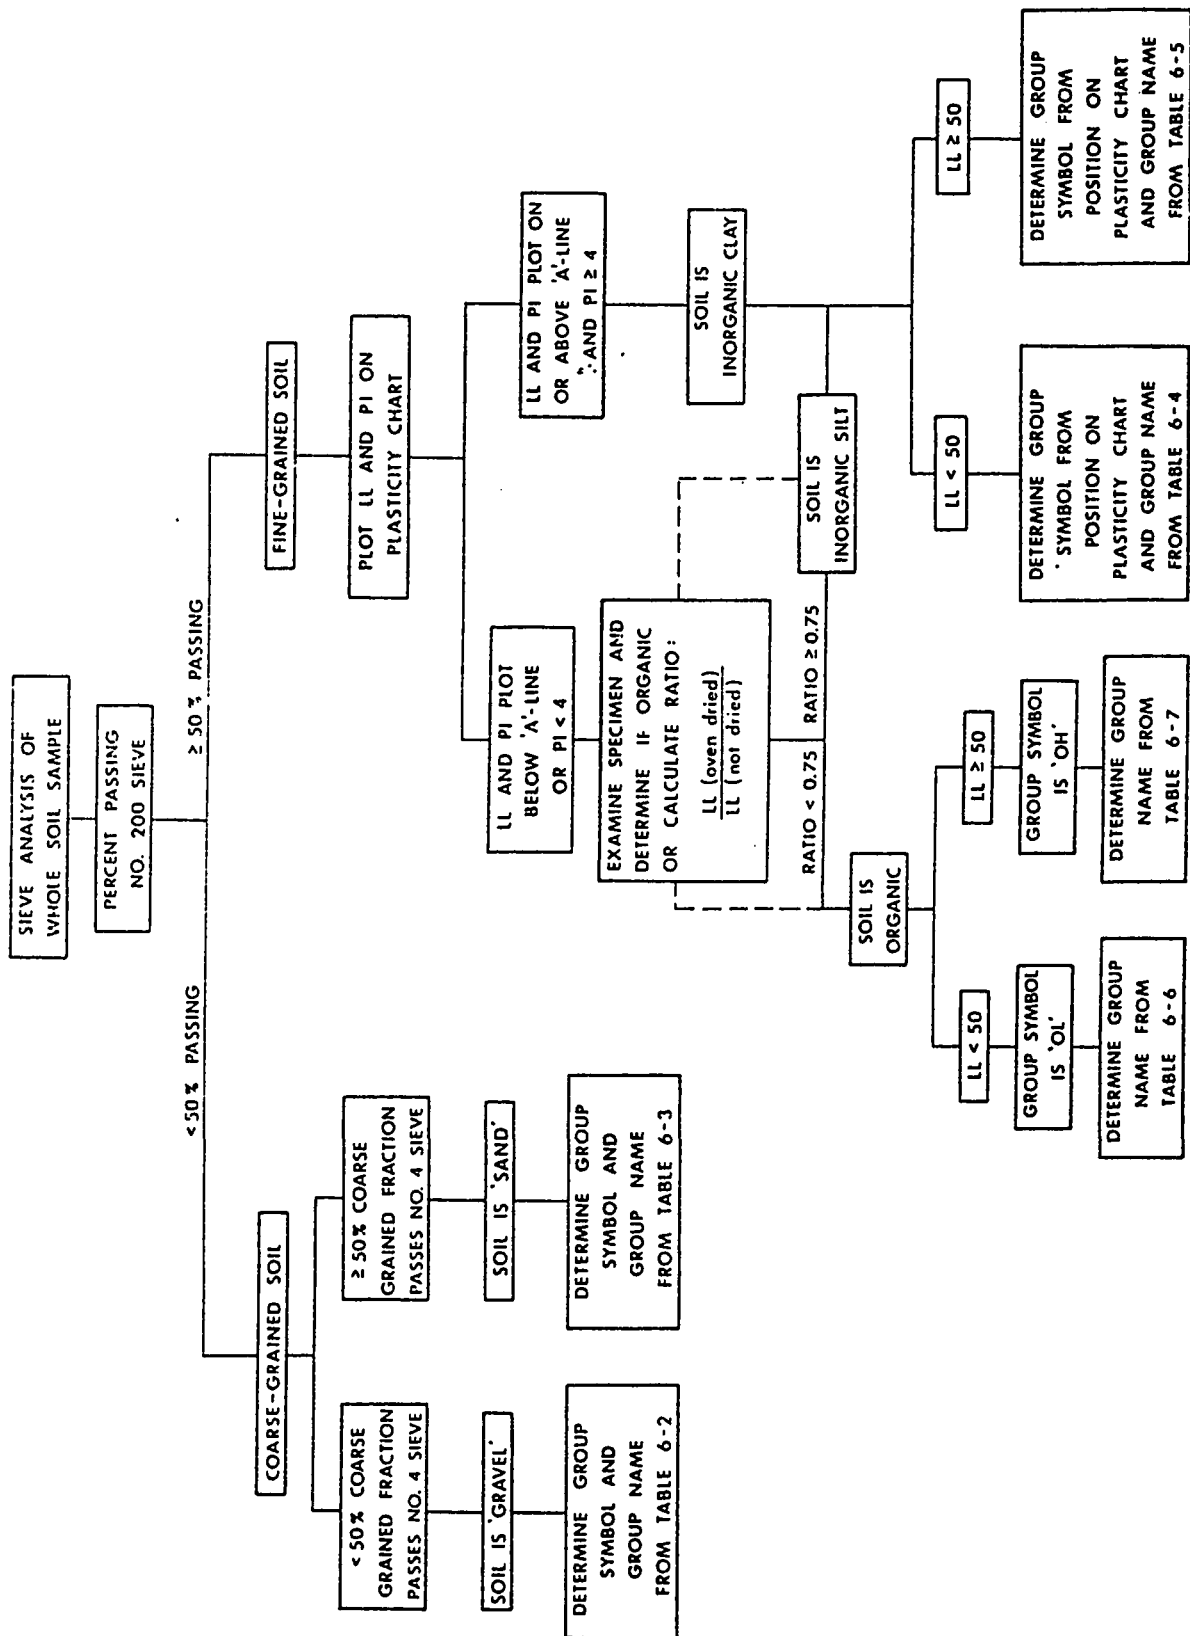 SIEVE ANALYSIS OF
WHOLE SOIL SAMPLE
PERCENT PASSING
NO. 200 SIEVE
<50% PASSING
≥ 50% PASSING
COARSE-GRAINED SOIL
FINE-GRAINED SOIL
<50% COARSE
GRAINED FRACTION
PASSES NO. 4 SIEVE
≥ 50% COARSE
GRAINED FRACTION
PASSES NO. 4 SIEVE
PLOT LL AND PI ON
PLASTICITY CHART
SOIL IS 'GRAVEL'
SOIL IS 'SAND'
LL AND PI PLOT
BELOW 'A'-LINE
OR PI < 4
LL AND PI PLOT ON
OR ABOVE 'A'-LINE
AND PI ≥ 4
DETERMINE GROUP
SYMBOL AND
GROUP NAME
FROM TABLE 6-2
DETERMINE GROUP
SYMBOL AND
GROUP NAME
FROM TABLE 6-3
EXAMINE SPECIMEN AND
DETERMINE IF ORGANIC
OR CALCULATE RATIO:
LL (oven dried)
LL (not dried)
SOIL IS
INORGANIC CLAY
RATIO < 0.75
RATIO ≥ 0.75
SOIL IS
INORGANIC SILT
SOIL IS
ORGANIC
LL < 50
LL ≥ 50
LL < 50
LL ≥ 50
GROUP SYMBOL
IS 'OL'
GROUP SYMBOL
IS 'OH'
DETERMINE GROUP
SYMBOL FROM
POSITION ON
PLASTICITY CHART
AND GROUP NAME
FROM TABLE 6-4
DETERMINE GROUP
SYMBOL FROM
POSITION ON
PLASTICITY CHART
AND GROUP NAME
FROM TABLE 6-5
DETERMINE GROUP
NAME FROM
TABLE 6-6
DETERMINE GROUP
NAME FROM
TABLE 6-7